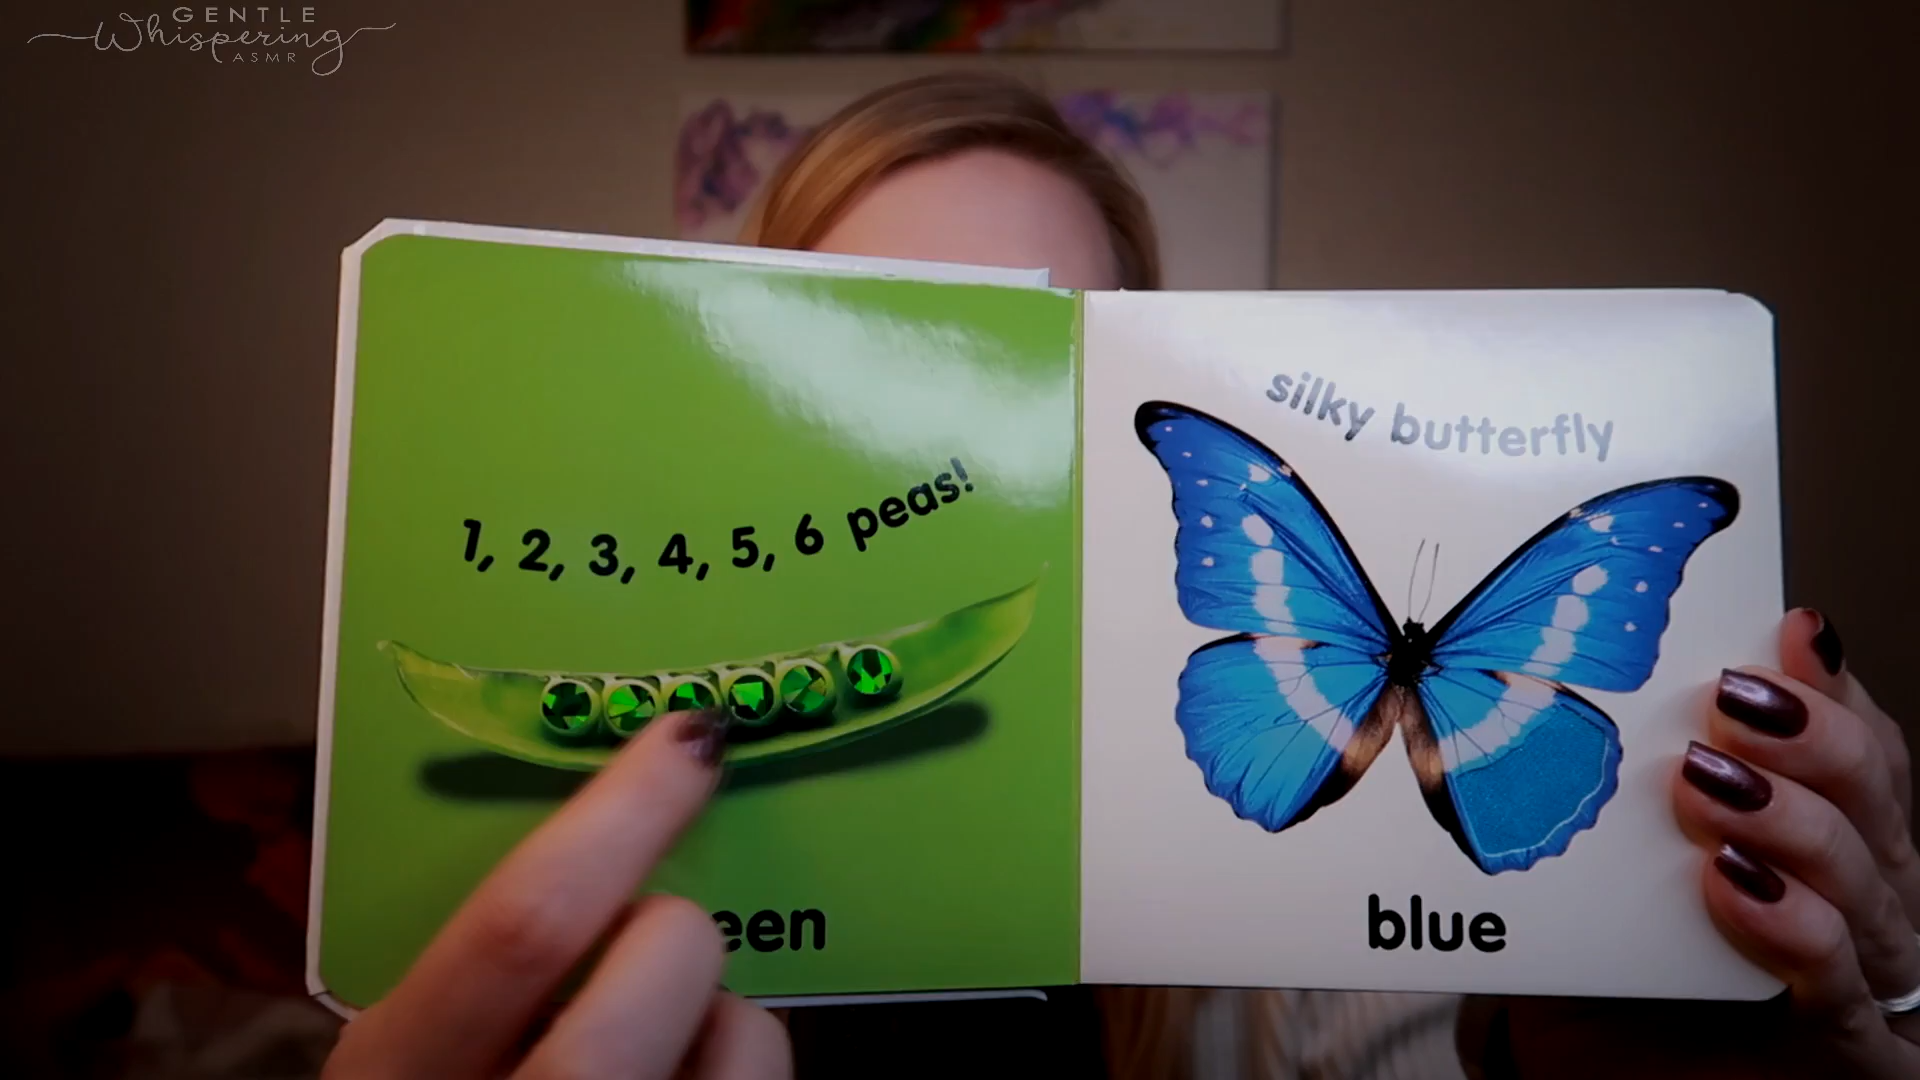 GENTLE
Whispering
ASMR
1, 2, 3, 4, 5, 6 peas!
een
silky butterfly
blue